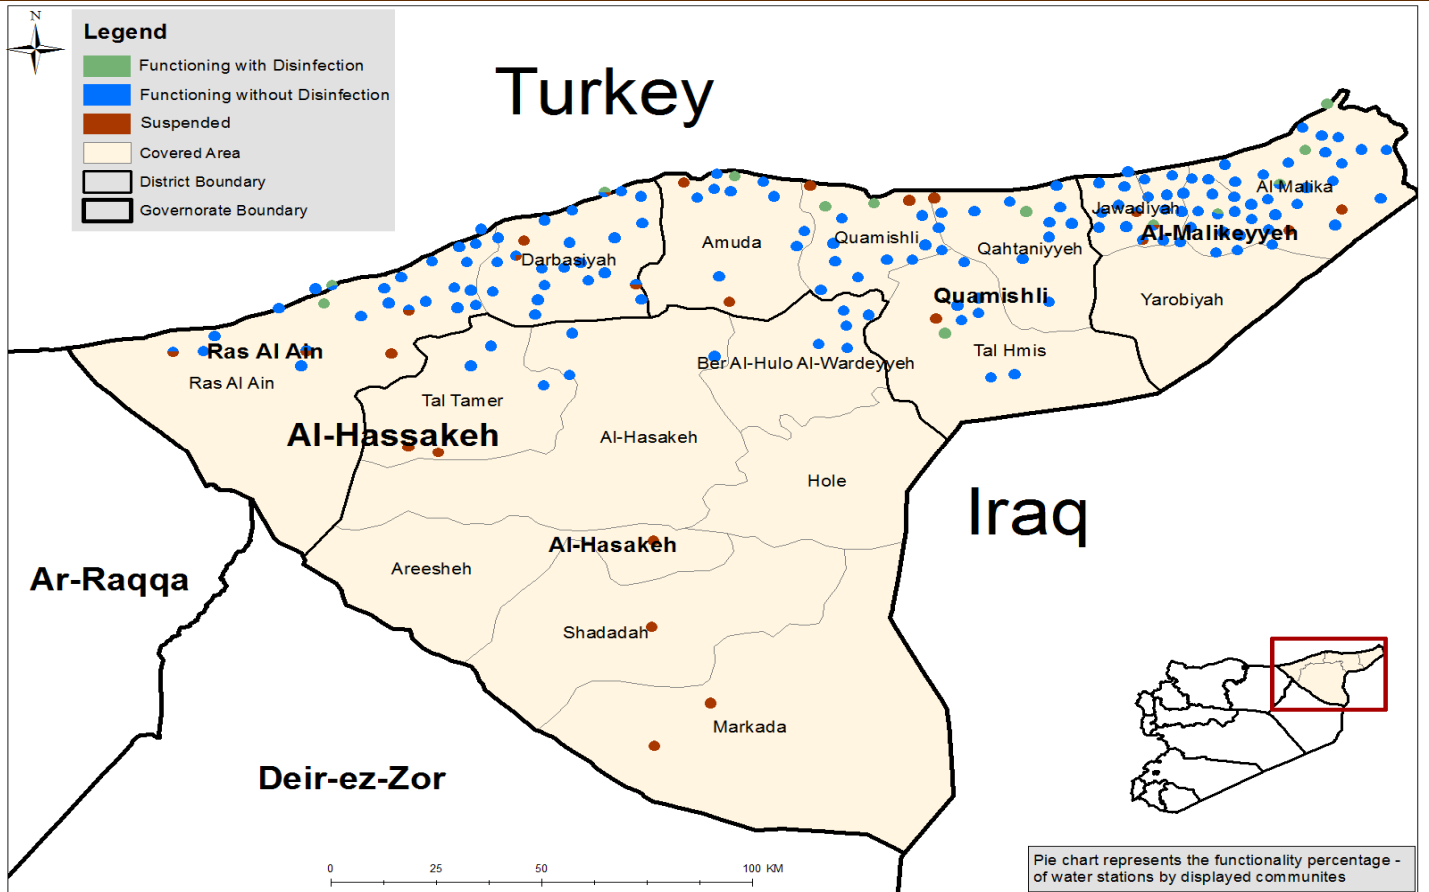 N
Legend
Functioning with Disinfection
Functioning without Disinfection
Suspended
Covered Area
District Boundary
Governorate Boundary
Turkey
Al Malika
Jawadiyah
Al-Malikeyyeh
Amuda
Quamishli
Qahtaniyyeh
Darbasiyah
Quamishli
Yarobiyah
Ras Al Ain
Tal Hmis
Ber Al-Hulo Al-Wardeyyeh
Ras Al Ain
Tal Tamer
Al-Hassakeh
Al-Hasakeh
Hole
Iraq
Al-Hasakeh
Areesheh
Ar-Raqqa
Shadadah
Markada
Deir-ez-Zor
0 25 50 100 KM
Pie chart represents the functionality percentage -
of water stations by displayed communites